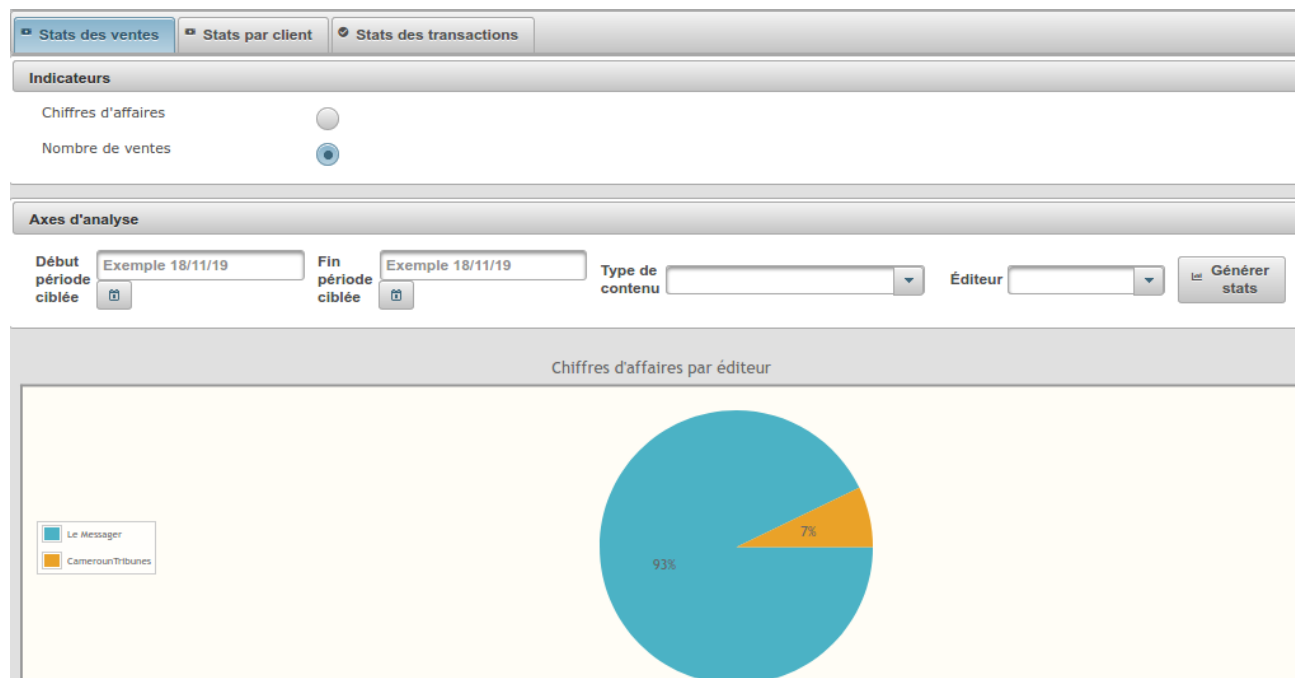 Stats des ventes Stats par client Stats des transactions
Indicateurs
Chiffres d'affaires
Nombre de ventes
Axes d'analyse
Début
période
ciblée
Exemple 18/11/19
Fin
période
ciblée
Exemple 18/11/19
Type de
contenu
Éditeur
Générer
stats
Chiffres d'affaires par éditeur
Le Messager
CamerounTribunes
7%
93%